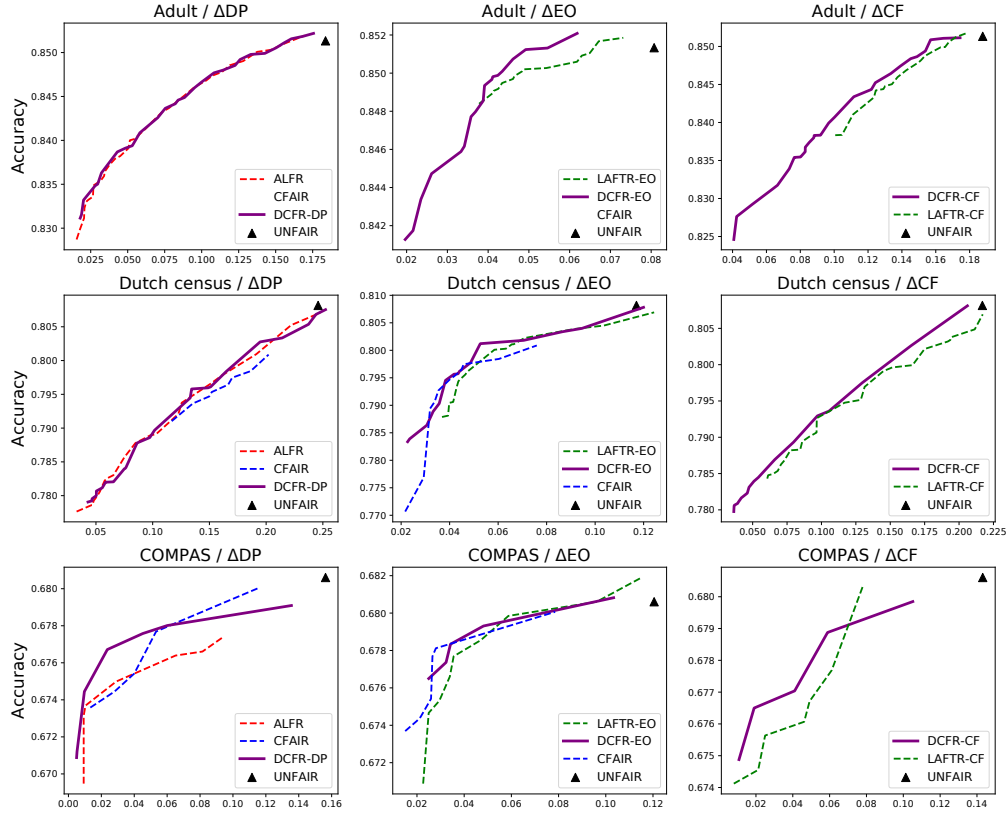 Adult / ΔDP
Adult / ΔEO
Adult / ΔCF
Accuracy
0.850
0.845
0.840
0.835
0.830
0.025 0.050 0.075 0.100 0.125 0.150 0.175
ALFR
CFAIR
DCFR-DP
UNFAIR
0.852
0.850
0.848
0.846
0.844
0.842
0.02 0.03 0.04 0.05 0.06 0.07 0.08
LAFTR-EO
DCFR-EO
CFAIR
UNFAIR
0.850
0.845
0.840
0.835
0.830
0.825
0.04 0.06 0.08 0.10 0.12 0.14 0.16 0.18
DCFR-CF
LAFTR-CF
UNFAIR
Dutch census / ΔDP
Dutch census / ΔEO
Dutch census / ΔCF
Accuracy
0.805
0.800
0.795
0.790
0.785
0.780
0.05 0.10 0.15 0.20 0.25
ALFR
CFAIR
DCFR-DP
UNFAIR
0.810
0.805
0.800
0.795
0.790
0.785
0.780
0.775
0.770
0.02 0.04 0.06 0.08 0.10 0.12
LAFTR-EO
DCFR-EO
CFAIR
UNFAIR
0.805
0.800
0.795
0.790
0.785
0.780
0.050 0.075 0.100 0.125 0.150 0.175 0.200 0.225
DCFR-CF
LAFTR-CF
UNFAIR
COMPAS / ΔDP
COMPAS / ΔEO
COMPAS / ΔCF
Accuracy
0.680
0.678
0.676
0.674
0.672
0.670
0.00 0.02 0.04 0.06 0.08 0.10 0.12 0.14 0.16
ALFR
CFAIR
DCFR-DP
UNFAIR
0.682
0.680
0.678
0.676
0.674
0.672
0.02 0.04 0.06 0.08 0.10 0.12
LAFTR-EO
DCFR-EO
CFAIR
UNFAIR
0.680
0.679
0.678
0.677
0.676
0.675
0.674
0.02 0.04 0.06 0.08 0.10 0.12 0.14
DCFR-CF
LAFTR-CF
UNFAIR